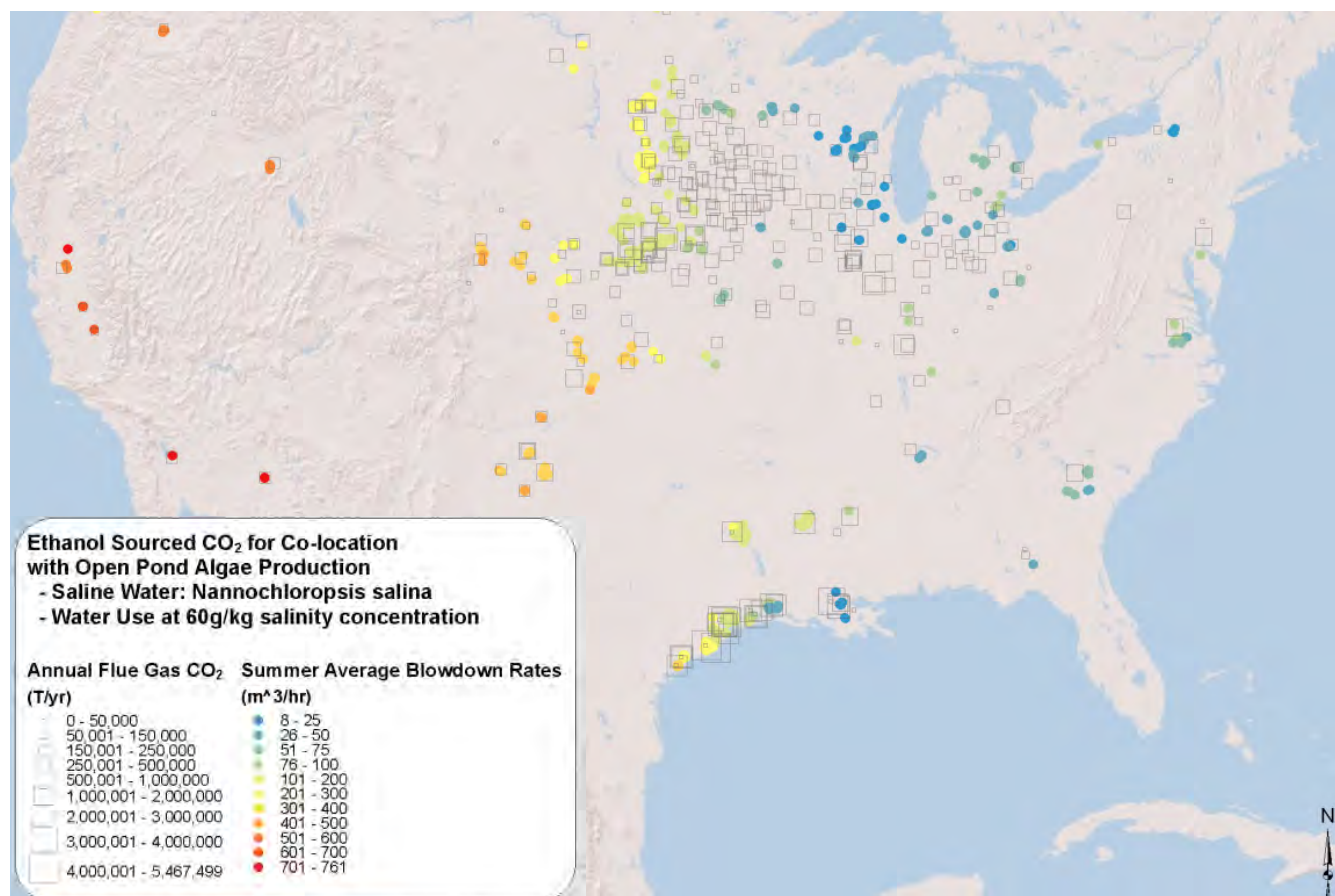 Ethanol Sourced CO₂ for Co-location
with Open Pond Algae Production
- Saline Water: Nannochloropsis salina
- Water Use at 60g/kg salinity concentration
Annual Flue Gas CO₂
(T/yr)
0 - 50,000
50,001 - 150,000
150,001 - 250,000
250,001 - 500,000
500,001 - 1,000,000
1,000,001 - 2,000,000
2,000,001 - 3,000,000
3,000,001 - 4,000,000
4,000,001 - 5,467,499
Summer Average Blowdown Rates
(m^3/hr)
8 - 25
26 - 50
51 - 75
76 - 100
101 - 200
201 - 300
301 - 400
401 - 500
501 - 600
601 - 700
701 - 761
N